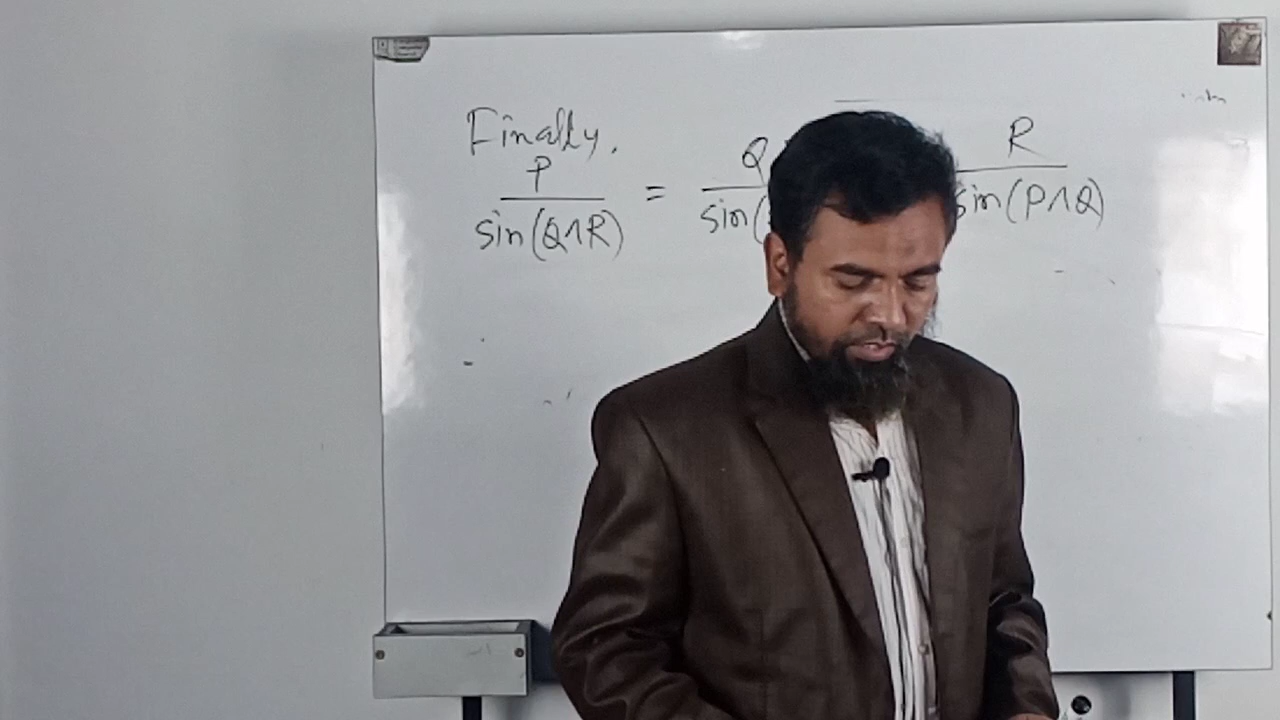 Finally,
P = Q R
sin(Q∧R) sin( sin(P∧Q)